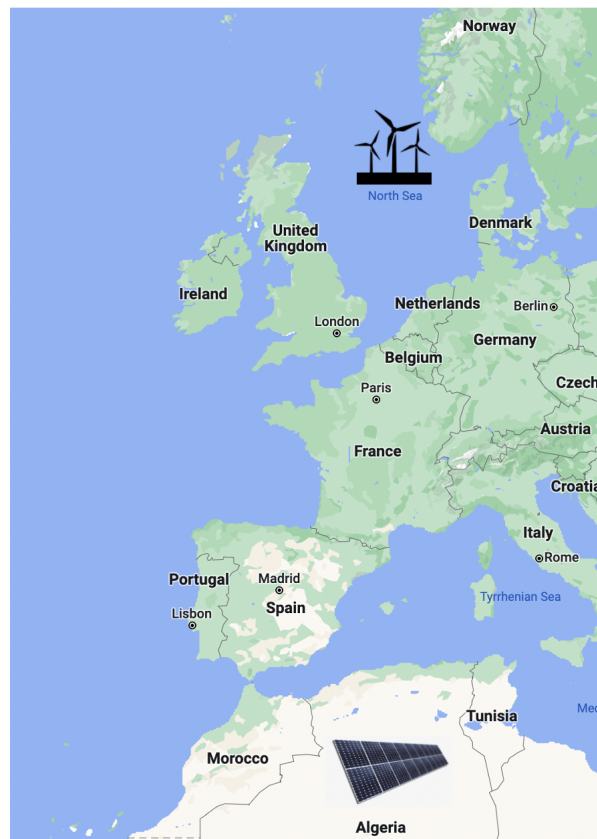 Norway
North Sea
Denmark
United
Kingdom
Ireland
Netherlands
Berlin
London
Germany
Belgium
Czech
Paris
Austria
France
Croatia
Italy
Rome
Portugal
Madrid
Tyrrhenian Sea
Spain
Lisbon
Med
Tunisia
Morocco
Algeria